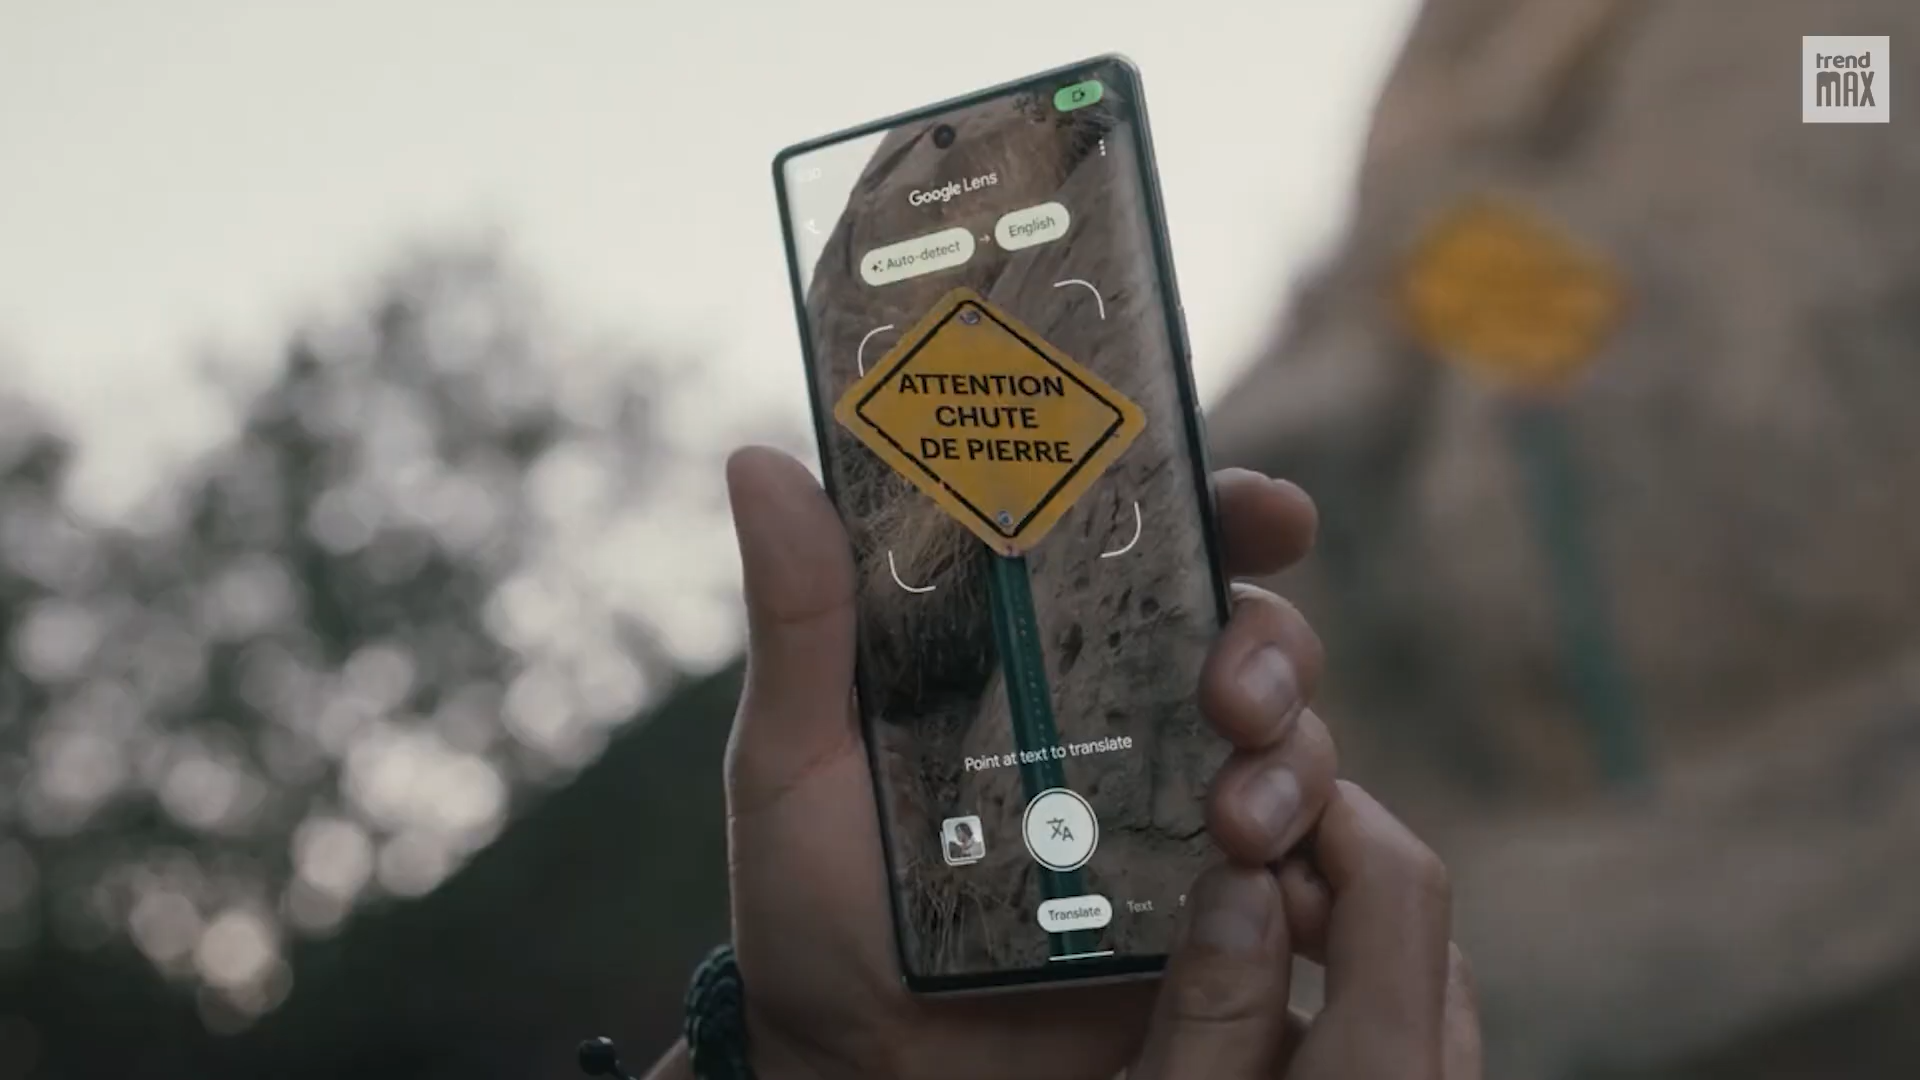 trend
MAX
Google Lens
Auto-detect → English
ATTENTION
CHUTE
DE PIERRE
Point at text to translate
Translate Text